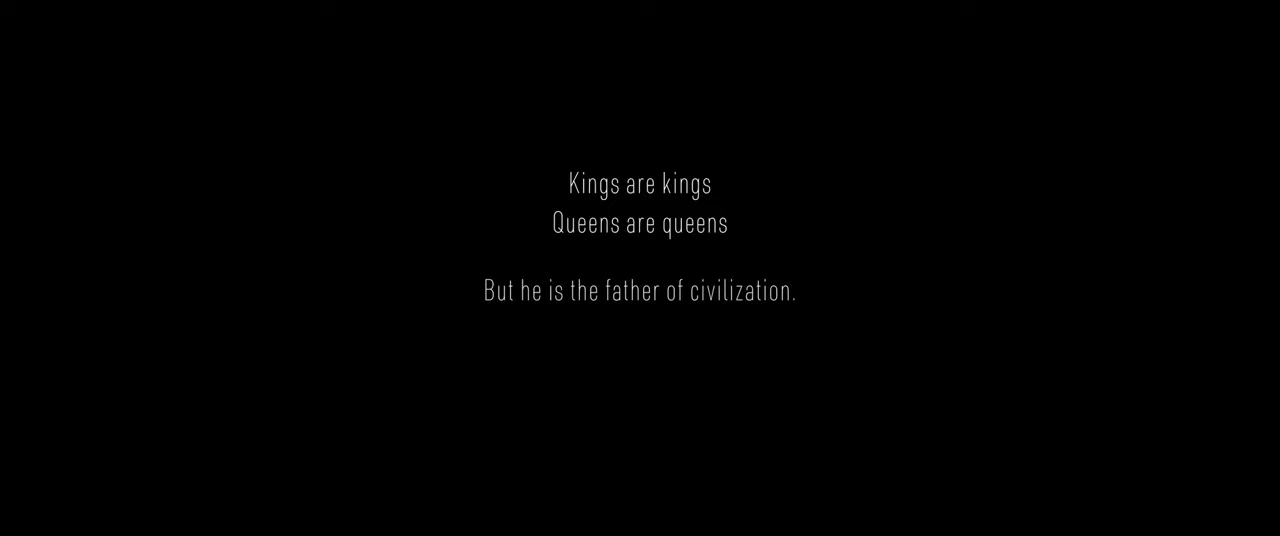 Kings are kings
Queens are queens
But he is the father of civilization.